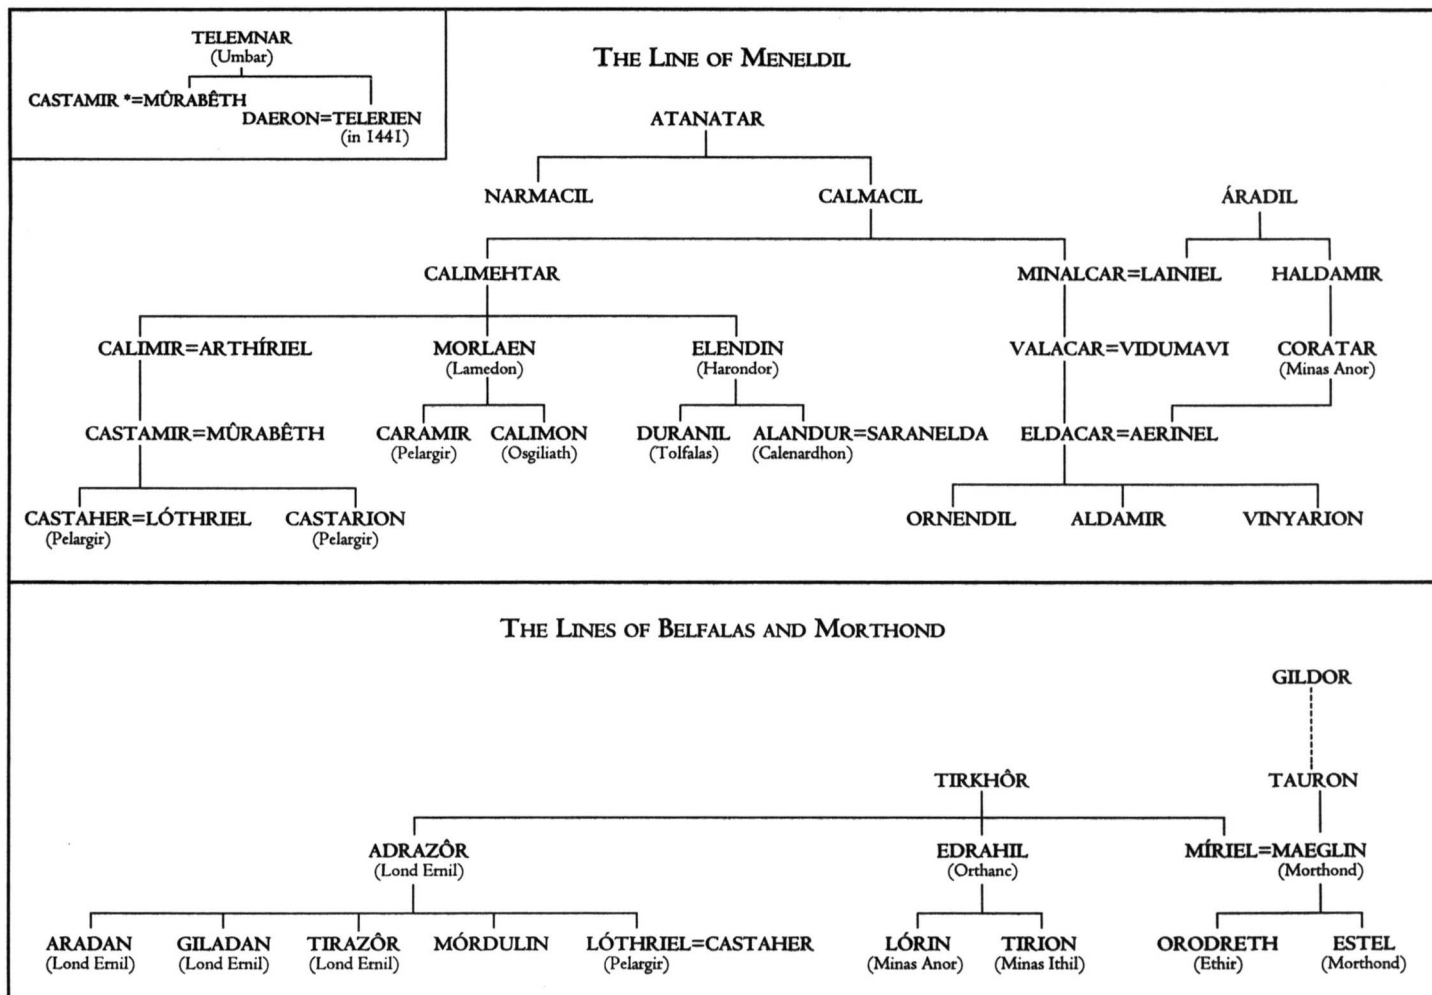 TELEMNAR
(Umbar)
CASTAMIR *=MÛRABÊTH
DAERON=TELERIEN
(in 1441)
THE LINE OF MENELDIL
ATANATAR
NARMACIL CALMACIL ÁRADIL
CALIMEHTAR MINALCAR=LAINIEL HALDAMIR
CALIMIR=ARTHÍRIEL MORLAEN ELENDIN VALACAR=VIDUMAVI CORATAR
(Lamedon) (Harondor) (Minas Anor)
CASTAMIR=MÛRABÊTH CARAMIR CALIMON DURANIL ALANDUR=SARANELDA ELDACAR=AERINEL
(Pelargir) (Osgiliath) (Tolfalas) (Calenardhon)
CASTAHER=LÓTHRIEL CASTARION ORNENDIL ALDAMIR VINYARION
(Pelargir) (Pelargir)
THE LINES OF BELFALAS AND MORTHOND
GILDOR
TIRKHÔR TAURON
ADRAZÔR EDRAHIL MÍRIEL=MAEGLIN
(Lond Ernil) (Orthanc) (Morthond)
ARADAN GILADAN TIRAZÔR MÓRDULIN LÓTHRIEL=CASTAHER LÓRIN TIRION ORODRETH ESTEL
(Lond Ernil) (Lond Ernil) (Lond Ernil) (Pelargir) (Minas Anor) (Minas Ithil) (Ethir) (Morthond)